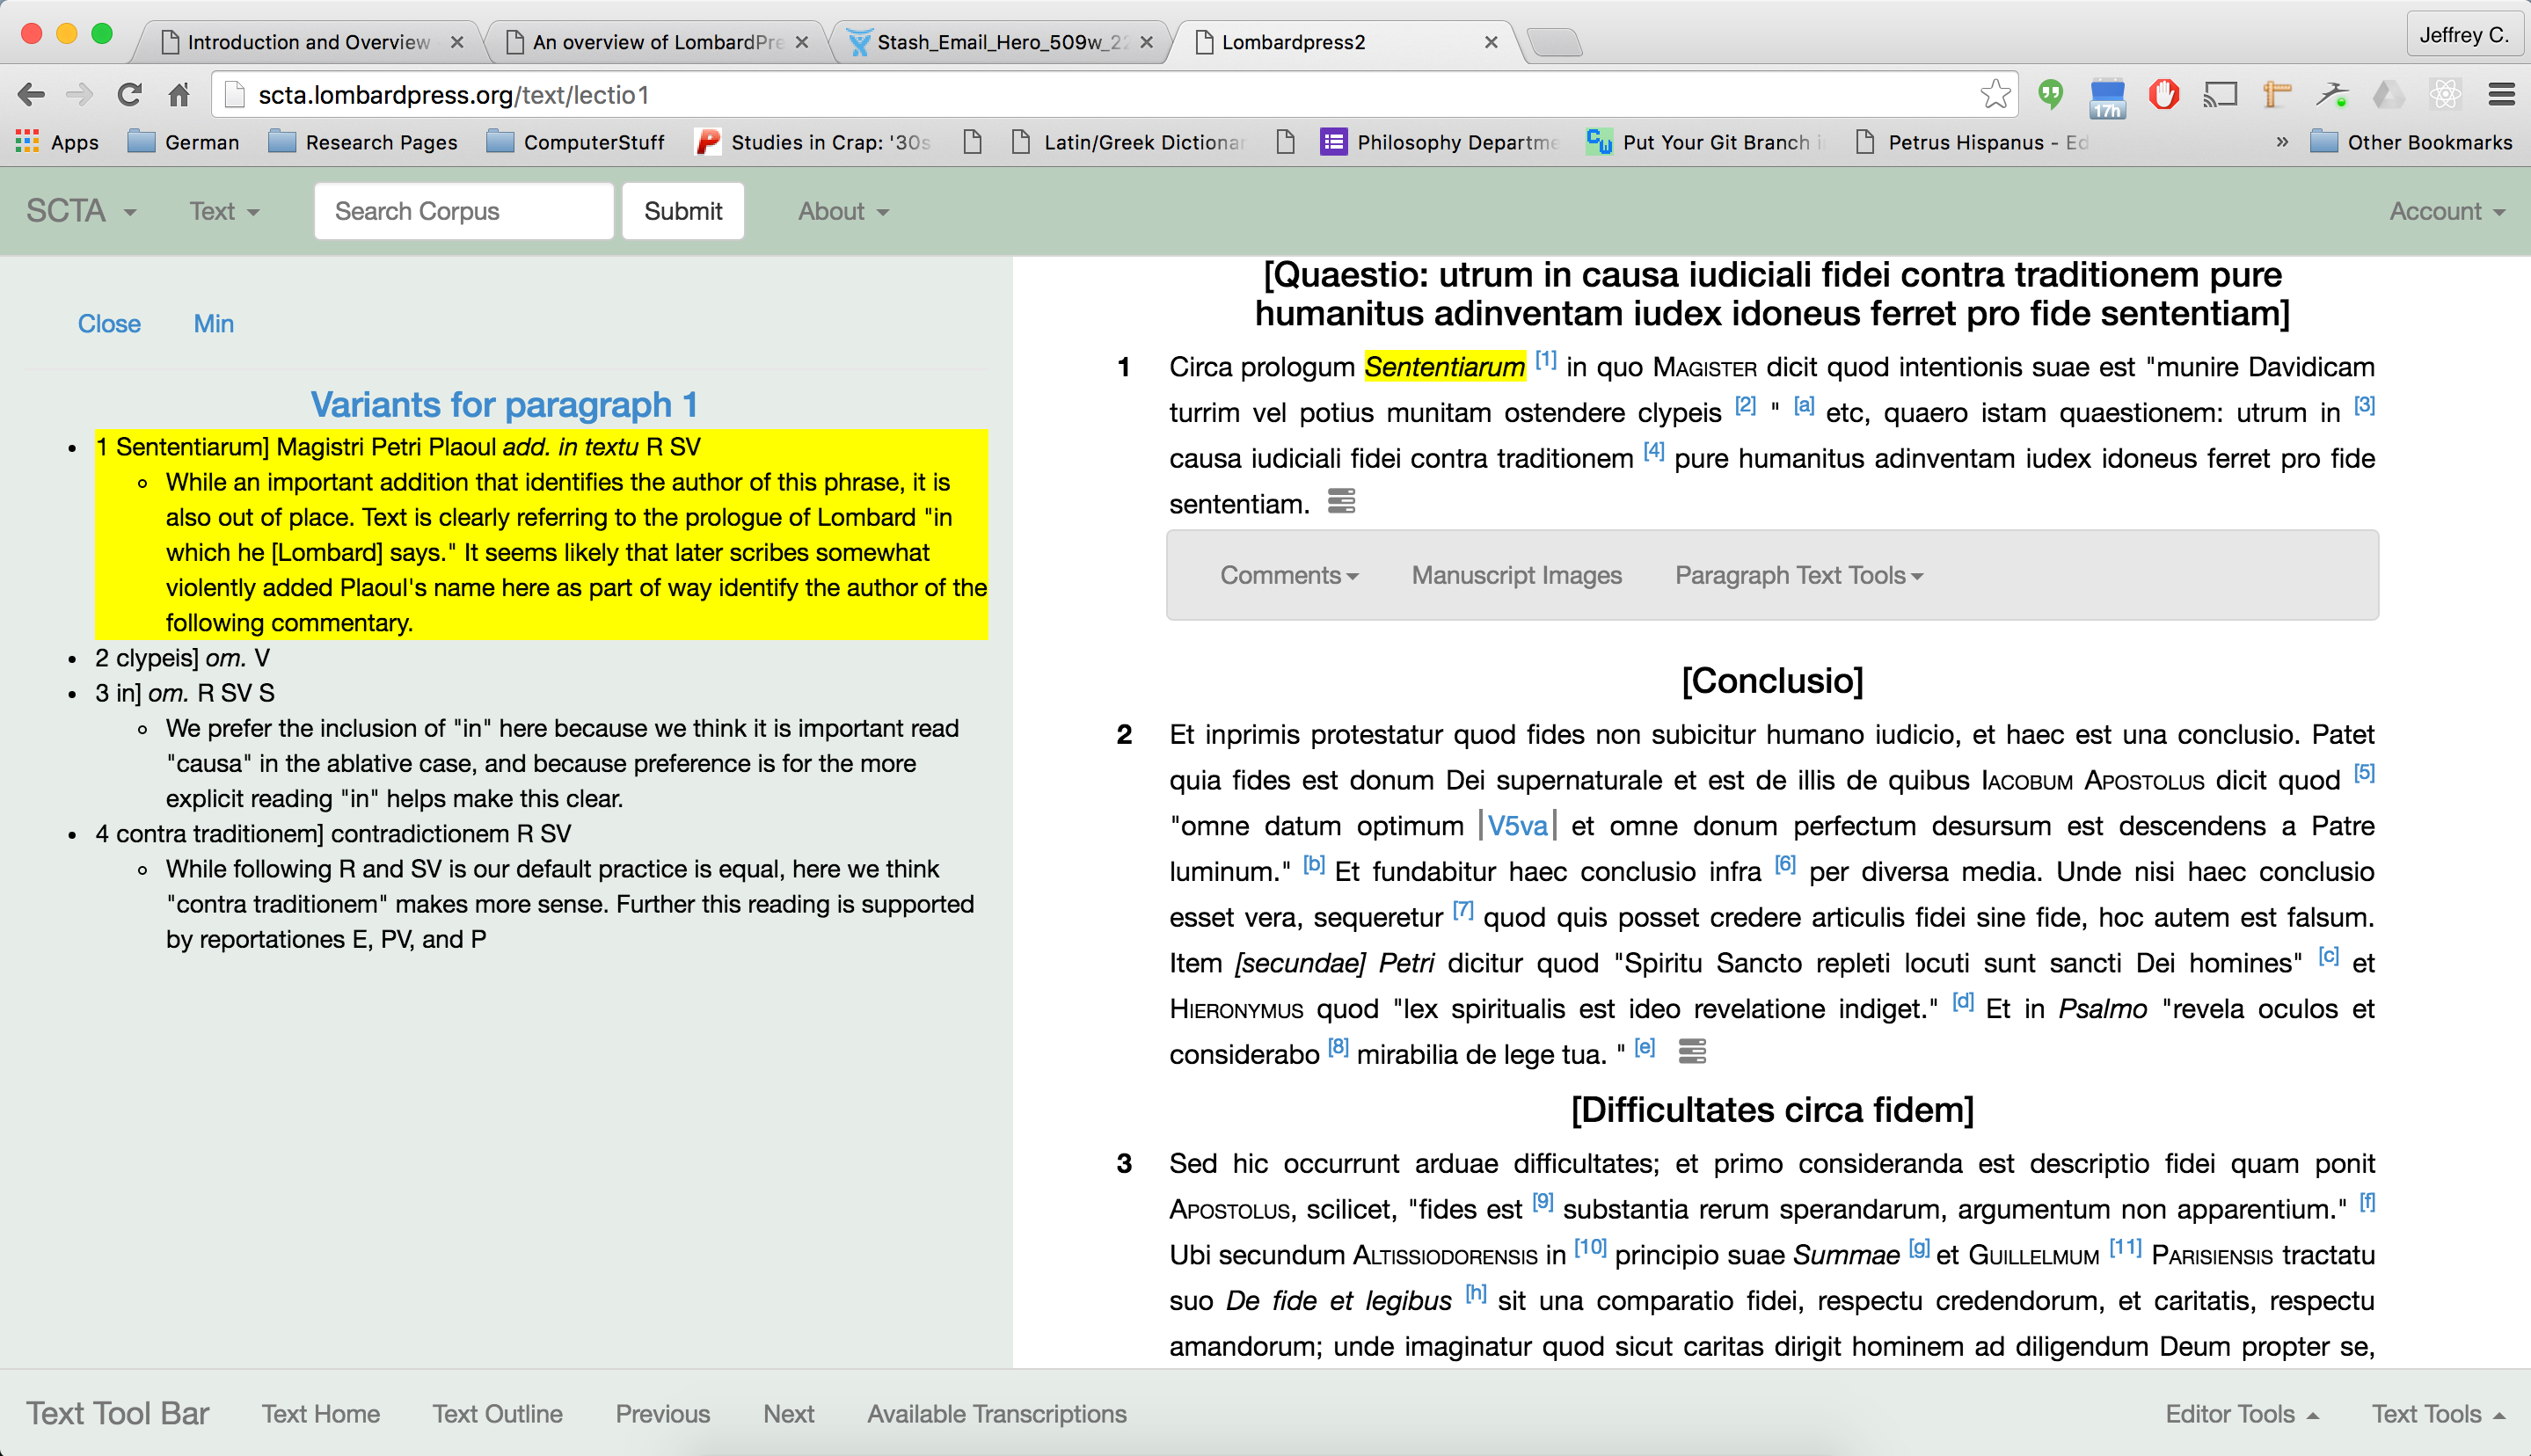 Introduction and Overview
An overview of LombardPre
Stash_Email_Hero_509w_22
Lombardpress2
Jeffrey C.
scta.lombardpress.org/text/lectio1
17h
Apps
German
Research Pages
ComputerStuff
Studies in Crap: '30s
Latin/Greek Dictionar
Philosophy Departme
Put Your Git Branch i
Petrus Hispanus - Ed
»
Other Bookmarks
SCTA
Text
Search Corpus
Submit
About
Account
Close
Min
Variants for paragraph 1
1 Sententiarum] Magistri Petri Plaoul add. in textu R SV
While an important addition that identifies the author of this phrase, it is
also out of place. Text is clearly referring to the prologue of Lombard "in
which he [Lombard] says." It seems likely that later scribes somewhat
violently added Plaoul's name here as part of way identify the author of the
following commentary.
2 clypeis] om. V
3 in] om. R SV S
We prefer the inclusion of "in" here because we think it is important read
"causa" in the ablative case, and because preference is for the more
explicit reading "in" helps make this clear.
4 contra traditionem] contradictionem R SV
While following R and SV is our default practice is equal, here we think
"contra traditionem" makes more sense. Further this reading is supported
by reportationes E, PV, and P
[Quaestio: utrum in causa iudiciali fidei contra traditionem pure
humanitus adinventam iudex idoneus ferret pro fide sententiam]
1 Circa prologum Sententiarum [1] in quo Magister dicit quod intentionis suae est "munire Davidicam
turrim vel potius munitam ostendere clypeis [2] " [a] etc, quaero istam quaestionem: utrum in [3]
causa iudiciali fidei contra traditionem [4] pure humanitus adinventam iudex idoneus ferret pro fide
sententiam.
Comments
Manuscript Images
Paragraph Text Tools
[Conclusio]
2 Et inprimis protestatur quod fides non subicitur humano iudicio, et haec est una conclusio. Patet
quia fides est donum Dei supernaturale et est de illis de quibus Iacobum Apostolus dicit quod [5]
"omne datum optimum |V5va| et omne donum perfectum desursum est descendens a Patre
luminum." [b] Et fundabitur haec conclusio infra [6] per diversa media. Unde nisi haec conclusio
esset vera, sequeretur [7] quod quis posset credere articulis fidei sine fide, hoc autem est falsum.
Item [secundae] Petri dicitur quod "Spiritu Sancto repleti locuti sunt sancti Dei homines" [c] et
Hieronymus quod "lex spiritualis est ideo revelatione indiget." [d] Et in Psalmo "revela oculos et
considerabo [8] mirabilia de lege tua. " [e]
[Difficultates circa fidem]
3 Sed hic occurrunt arduae difficultates; et primo consideranda est descriptio fidei quam ponit
Apostolus, scilicet, "fides est [9] substantia rerum sperandarum, argumentum non apparentium." [f]
Ubi secundum Altissiodorensis in [10] principio suae Summae [g] et Guillelmum [11] Parisiensis tractatu
suo De fide et legibus [h] sit una comparatio fidei, respectu credendorum, et caritatis, respectu
amandorum; unde imaginatur quod sicut caritas dirigit hominem ad diligendum Deum propter se,
Text Tool Bar
Text Home
Text Outline
Previous
Next
Available Transcriptions
Editor Tools
Text Tools